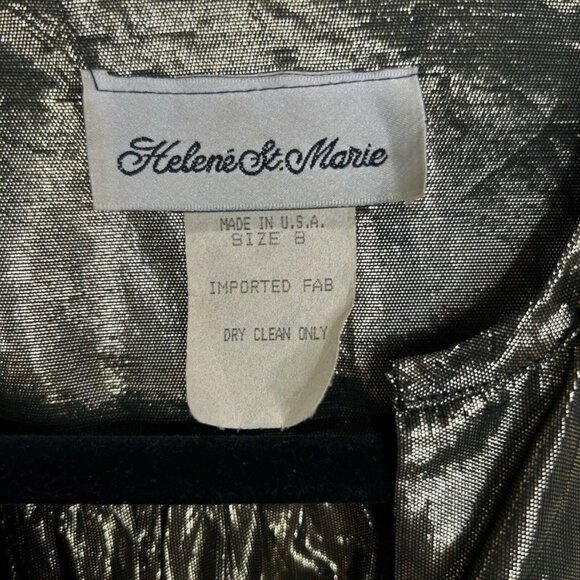 Helené St. Marie
MADE IN U.S.A.
SIZE 8
IMPORTED FAB
DRY CLEAN ONLY